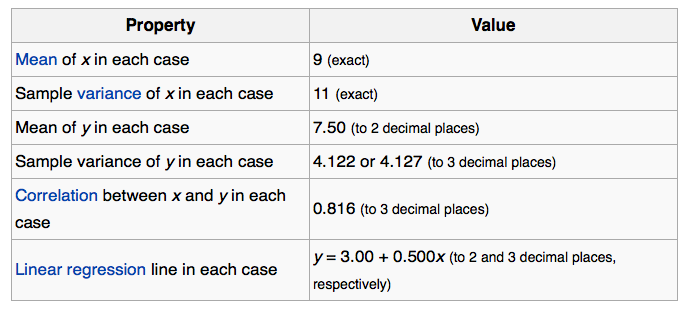 Property Value
Mean of x in each case 9 (exact)
Sample variance of x in each case 11 (exact)
Mean of y in each case 7.50 (to 2 decimal places)
Sample variance of y in each case 4.122 or 4.127 (to 3 decimal places)
Correlation between x and y in each
case
0.816 (to 3 decimal places)
Linear regression line in each case
y = 3.00 + 0.500x (to 2 and 3 decimal places,
respectively)